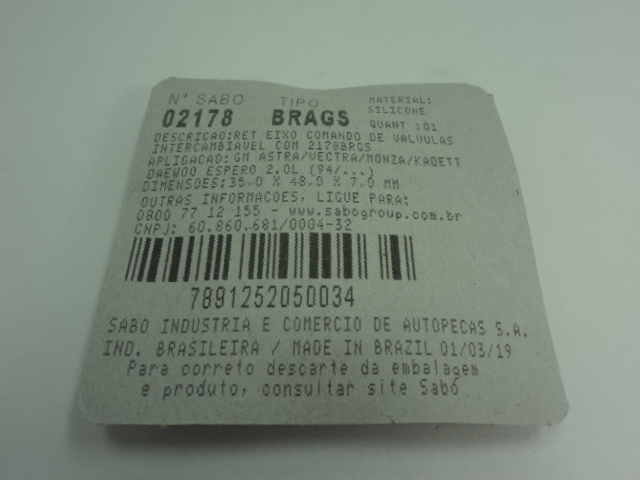 Nº SABO TIPO MATERIAL:
02178 BRAGS SILICONE
QUANT :01
DESCRICAO:RET EIXO COMANDO DE VALVULAS
INTERCAMBIAVEL COM 2178BRGS
APLICACAO:GM ASTRA/VECTRA/MONZA/KADETT
DAEWOO ESPERO 2.0L (94/...)
DIMENSOES:35.0 X 48.0 X 7.0 MM
OUTRAS INFORMACOES, LIGUE PARA:
0800 77 12 155 - www.sabogroup.com.br
CNPJ: 60.860.681/0004-32
7891252050034
SABO INDUSTRIA E COMERCIO DE AUTOPECAS S.A.
IND. BRASILEIRA / MADE IN BRAZIL 01/03/19
Para correto descarte da embalagem
e produto, consultar site Sabó